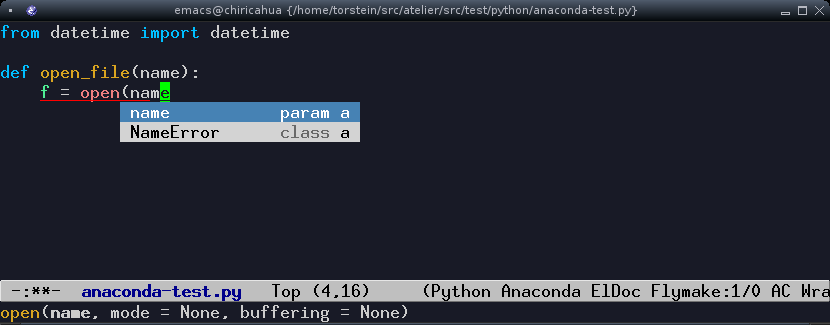 emacs@chiricahua {/home/torstein/src/atelier/src/test/python/anaconda-test.py}
from datetime import datetime
def open_file(name):
f = open(name
name param a
NameError class a
-:**- anaconda-test.py Top (4,16) (Python Anaconda ElDoc Flymake:1/0 AC Wra
open(name, mode = None, buffering = None)